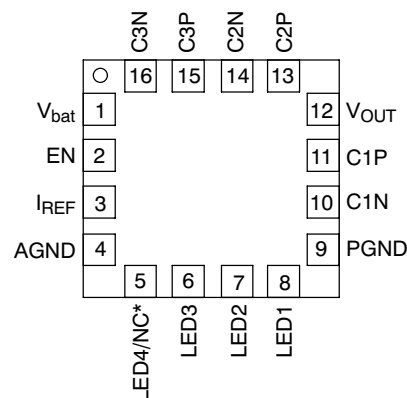 C3N C3P C2N C2P
16 15 14 13
Vbat 1 12 VOUT
EN 2 11 C1P
IREF 3 10 C1N
AGND 4 9 PGND
5 6 7 8
LED4/NC* LED3 LED2 LED1